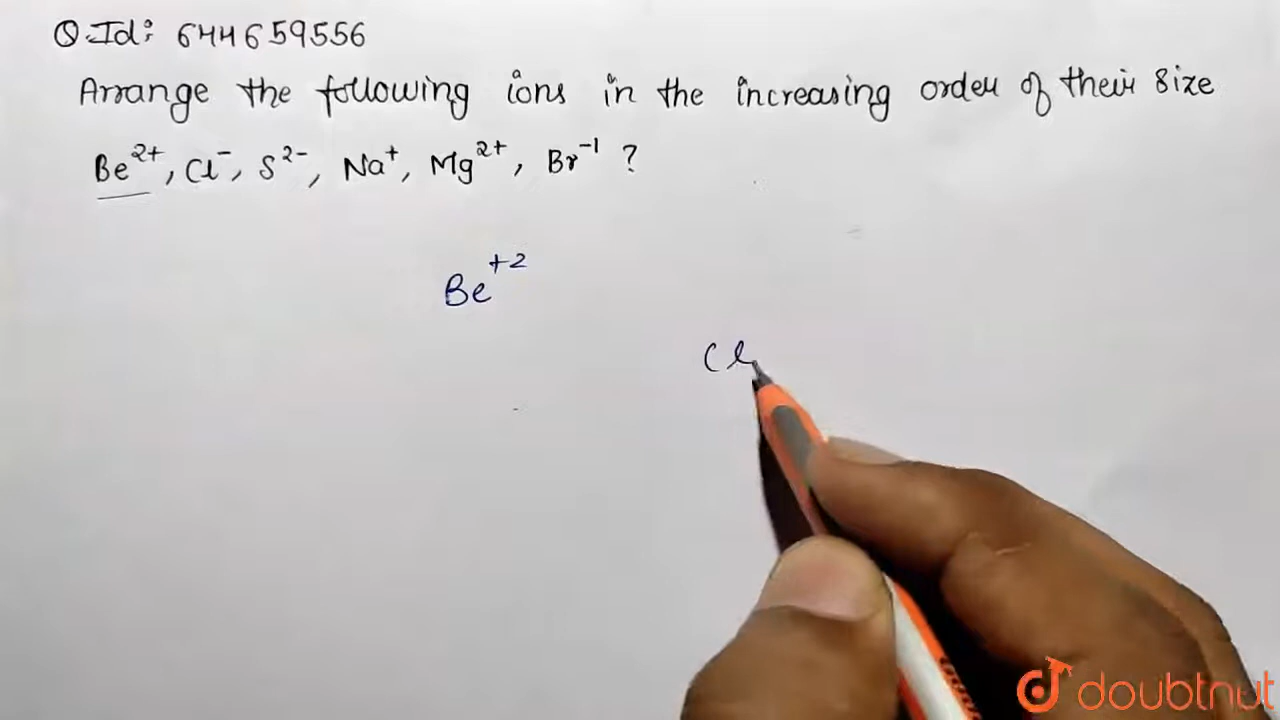 Q.Id: 644659556
Arrange the following ions in the increasing order of their size
Be²⁺, Cl⁻, S²⁻, Na⁺, Mg²⁺, Br⁻¹ ?
Be⁺²
Cl
doubtnut